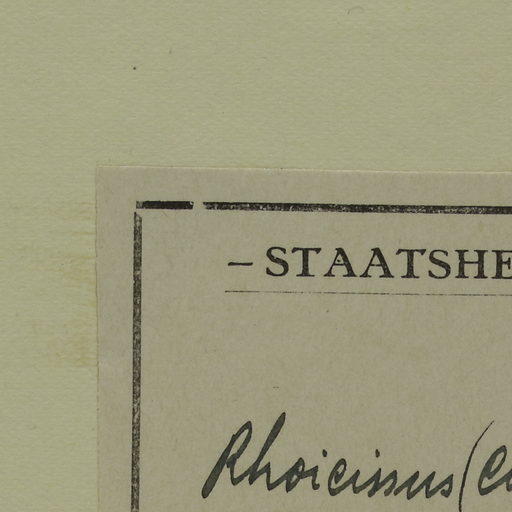 – STAATSHE
Rhoicissus (C